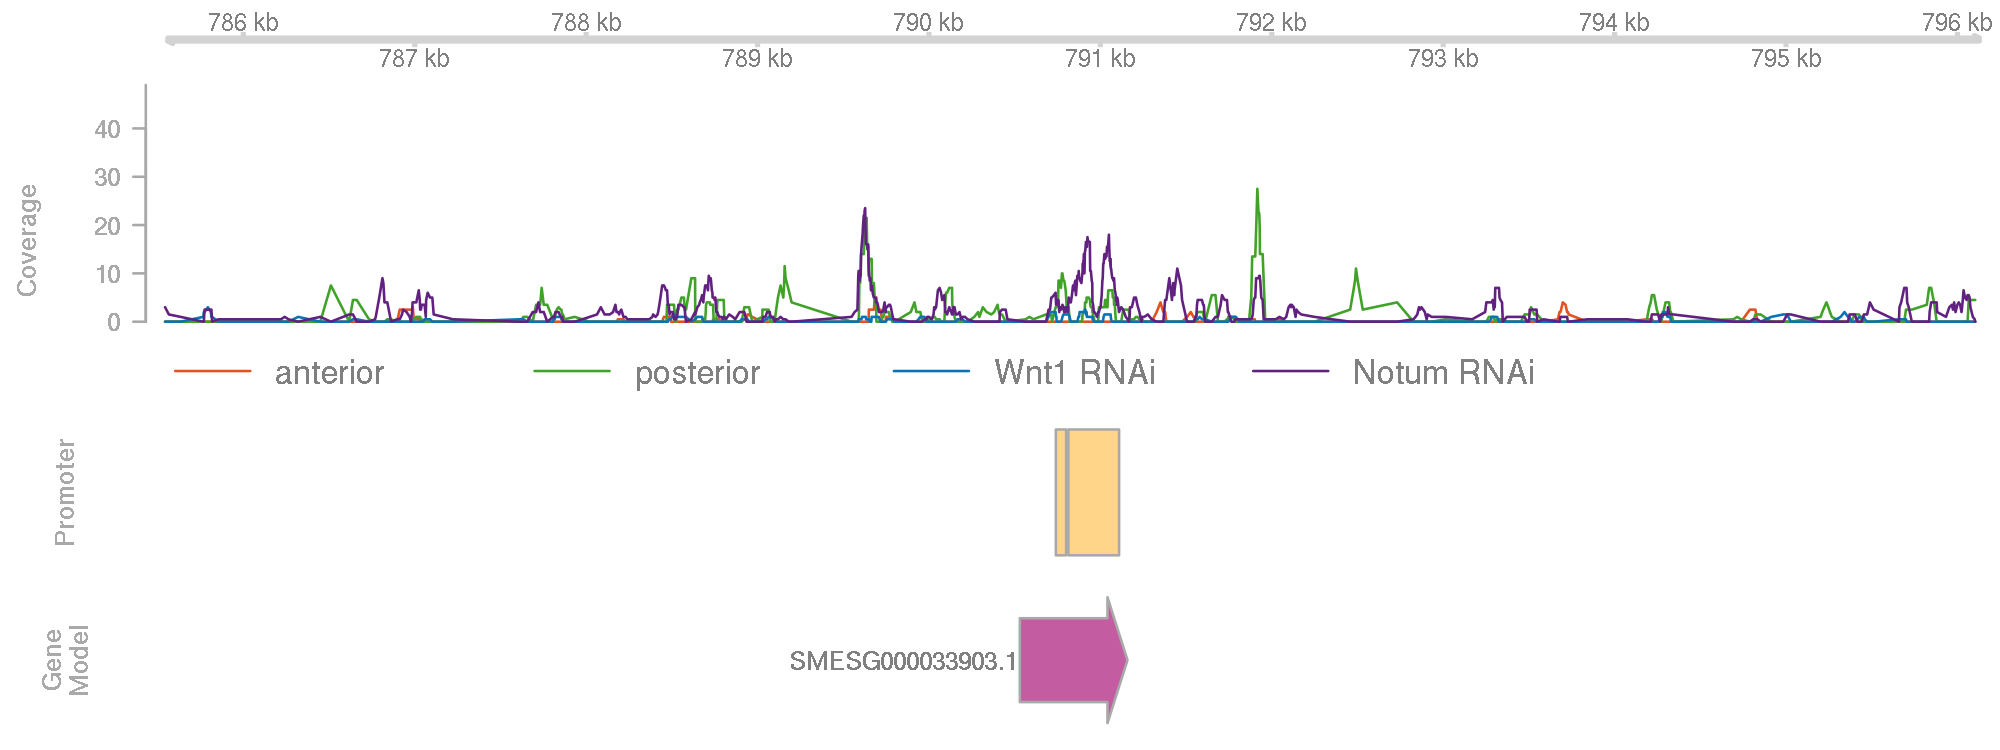 786 kb 788 kb 790 kb 792 kb 794 kb 796 kb
787 kb 789 kb 791 kb 793 kb 795 kb
Coverage
40
30
20
10
0
anterior posterior Wnt1 RNAi Notum RNAi
Promoter
Gene
Model
SMESG000033903.1